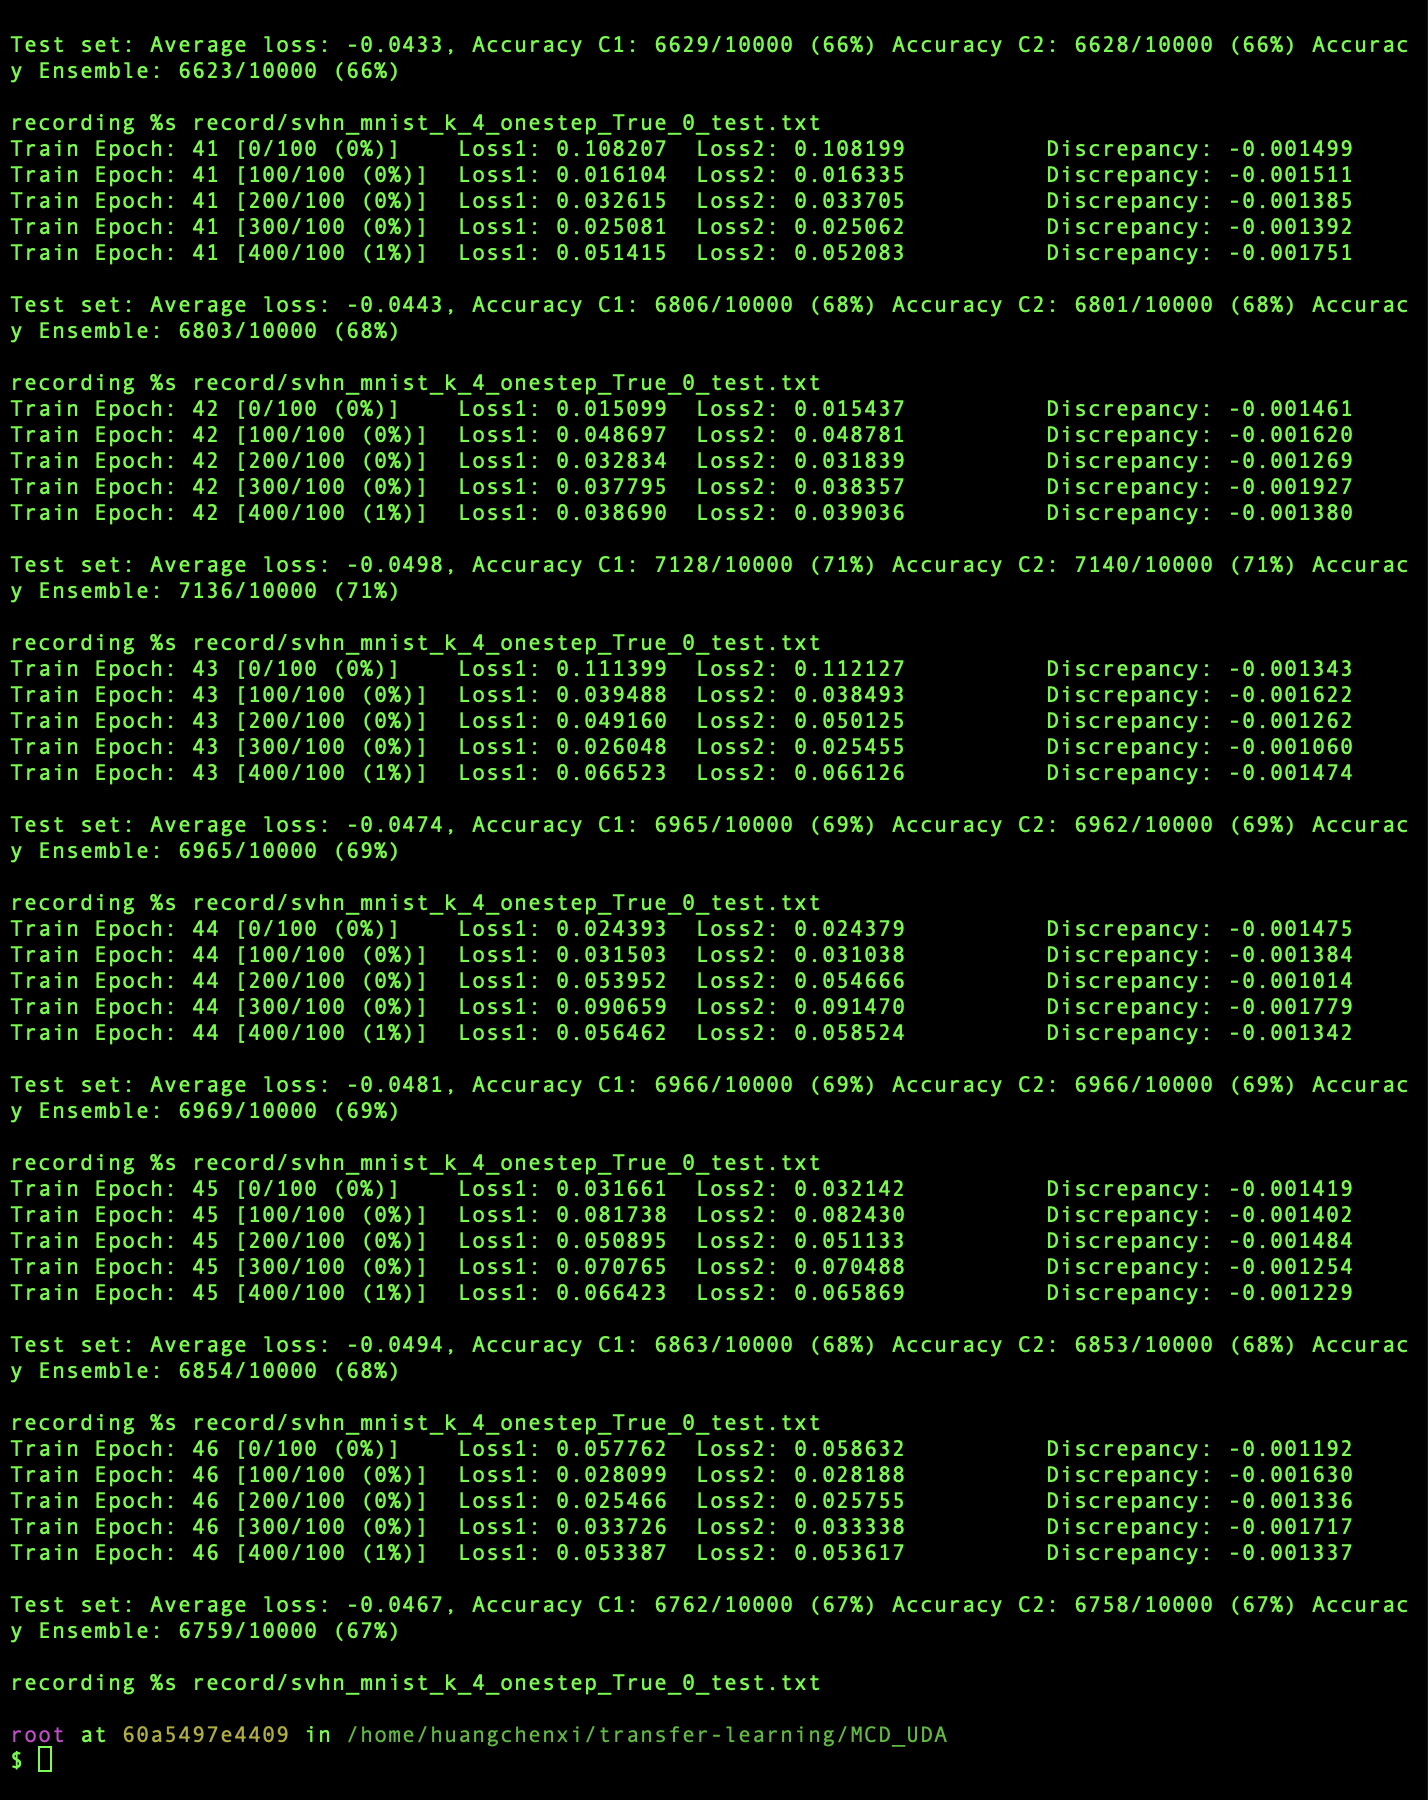 Test set: Average loss: -0.0433, Accuracy C1: 6629/10000 (66%) Accuracy C2: 6628/10000 (66%) Accurac
y Ensemble: 6623/10000 (66%)
recording %s record/svhn_mnist_k_4_onestep_True_0_test.txt
Train Epoch: 41 [0/100 (0%)] Loss1: 0.108207 Loss2: 0.108199 Discrepancy: -0.001499
Train Epoch: 41 [100/100 (0%)] Loss1: 0.016104 Loss2: 0.016335 Discrepancy: -0.001511
Train Epoch: 41 [200/100 (0%)] Loss1: 0.032615 Loss2: 0.033705 Discrepancy: -0.001385
Train Epoch: 41 [300/100 (0%)] Loss1: 0.025081 Loss2: 0.025062 Discrepancy: -0.001392
Train Epoch: 41 [400/100 (1%)] Loss1: 0.051415 Loss2: 0.052083 Discrepancy: -0.001751
Test set: Average loss: -0.0443, Accuracy C1: 6806/10000 (68%) Accuracy C2: 6801/10000 (68%) Accurac
y Ensemble: 6803/10000 (68%)
recording %s record/svhn_mnist_k_4_onestep_True_0_test.txt
Train Epoch: 42 [0/100 (0%)] Loss1: 0.015099 Loss2: 0.015437 Discrepancy: -0.001461
Train Epoch: 42 [100/100 (0%)] Loss1: 0.048697 Loss2: 0.048781 Discrepancy: -0.001620
Train Epoch: 42 [200/100 (0%)] Loss1: 0.032834 Loss2: 0.031839 Discrepancy: -0.001269
Train Epoch: 42 [300/100 (0%)] Loss1: 0.037795 Loss2: 0.038357 Discrepancy: -0.001927
Train Epoch: 42 [400/100 (1%)] Loss1: 0.038690 Loss2: 0.039036 Discrepancy: -0.001380
Test set: Average loss: -0.0498, Accuracy C1: 7128/10000 (71%) Accuracy C2: 7140/10000 (71%) Accurac
y Ensemble: 7136/10000 (71%)
recording %s record/svhn_mnist_k_4_onestep_True_0_test.txt
Train Epoch: 43 [0/100 (0%)] Loss1: 0.111399 Loss2: 0.112127 Discrepancy: -0.001343
Train Epoch: 43 [100/100 (0%)] Loss1: 0.039488 Loss2: 0.038493 Discrepancy: -0.001622
Train Epoch: 43 [200/100 (0%)] Loss1: 0.049160 Loss2: 0.050125 Discrepancy: -0.001262
Train Epoch: 43 [300/100 (0%)] Loss1: 0.026048 Loss2: 0.025455 Discrepancy: -0.001060
Train Epoch: 43 [400/100 (1%)] Loss1: 0.066523 Loss2: 0.066126 Discrepancy: -0.001474
Test set: Average loss: -0.0474, Accuracy C1: 6965/10000 (69%) Accuracy C2: 6962/10000 (69%) Accurac
y Ensemble: 6965/10000 (69%)
recording %s record/svhn_mnist_k_4_onestep_True_0_test.txt
Train Epoch: 44 [0/100 (0%)] Loss1: 0.024393 Loss2: 0.024379 Discrepancy: -0.001475
Train Epoch: 44 [100/100 (0%)] Loss1: 0.031503 Loss2: 0.031038 Discrepancy: -0.001384
Train Epoch: 44 [200/100 (0%)] Loss1: 0.053952 Loss2: 0.054666 Discrepancy: -0.001014
Train Epoch: 44 [300/100 (0%)] Loss1: 0.090659 Loss2: 0.091470 Discrepancy: -0.001779
Train Epoch: 44 [400/100 (1%)] Loss1: 0.056462 Loss2: 0.058524 Discrepancy: -0.001342
Test set: Average loss: -0.0481, Accuracy C1: 6966/10000 (69%) Accuracy C2: 6966/10000 (69%) Accurac
y Ensemble: 6969/10000 (69%)
recording %s record/svhn_mnist_k_4_onestep_True_0_test.txt
Train Epoch: 45 [0/100 (0%)] Loss1: 0.031661 Loss2: 0.032142 Discrepancy: -0.001419
Train Epoch: 45 [100/100 (0%)] Loss1: 0.081738 Loss2: 0.082430 Discrepancy: -0.001402
Train Epoch: 45 [200/100 (0%)] Loss1: 0.050895 Loss2: 0.051133 Discrepancy: -0.001484
Train Epoch: 45 [300/100 (0%)] Loss1: 0.070765 Loss2: 0.070488 Discrepancy: -0.001254
Train Epoch: 45 [400/100 (1%)] Loss1: 0.066423 Loss2: 0.065869 Discrepancy: -0.001229
Test set: Average loss: -0.0494, Accuracy C1: 6863/10000 (68%) Accuracy C2: 6853/10000 (68%) Accurac
y Ensemble: 6854/10000 (68%)
recording %s record/svhn_mnist_k_4_onestep_True_0_test.txt
Train Epoch: 46 [0/100 (0%)] Loss1: 0.057762 Loss2: 0.058632 Discrepancy: -0.001192
Train Epoch: 46 [100/100 (0%)] Loss1: 0.028099 Loss2: 0.028188 Discrepancy: -0.001630
Train Epoch: 46 [200/100 (0%)] Loss1: 0.025466 Loss2: 0.025755 Discrepancy: -0.001336
Train Epoch: 46 [300/100 (0%)] Loss1: 0.033726 Loss2: 0.033338 Discrepancy: -0.001717
Train Epoch: 46 [400/100 (1%)] Loss1: 0.053387 Loss2: 0.053617 Discrepancy: -0.001337
Test set: Average loss: -0.0467, Accuracy C1: 6762/10000 (67%) Accuracy C2: 6758/10000 (67%) Accurac
y Ensemble: 6759/10000 (67%)
recording %s record/svhn_mnist_k_4_onestep_True_0_test.txt
root at 60a5497e4409 in /home/huangchenxi/transfer-learning/MCD_UDA
$